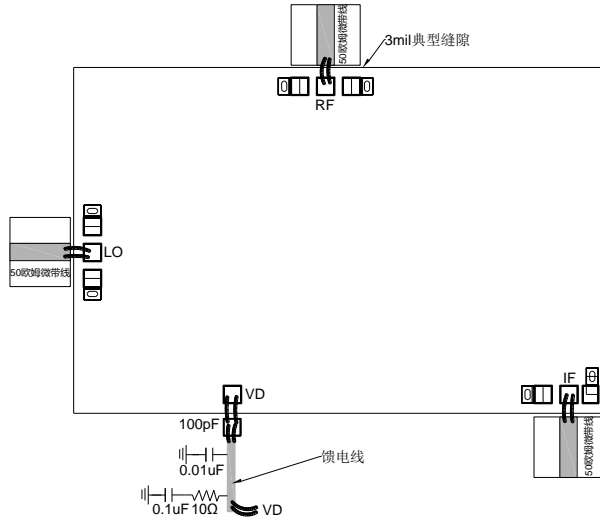 50欧姆微带线
3mil典型缝隙
RF
LO
50欧姆微带线
VD
IF
100pF
50欧姆微带线
馈电线
0.01uF
0.1uF
10Ω
VD